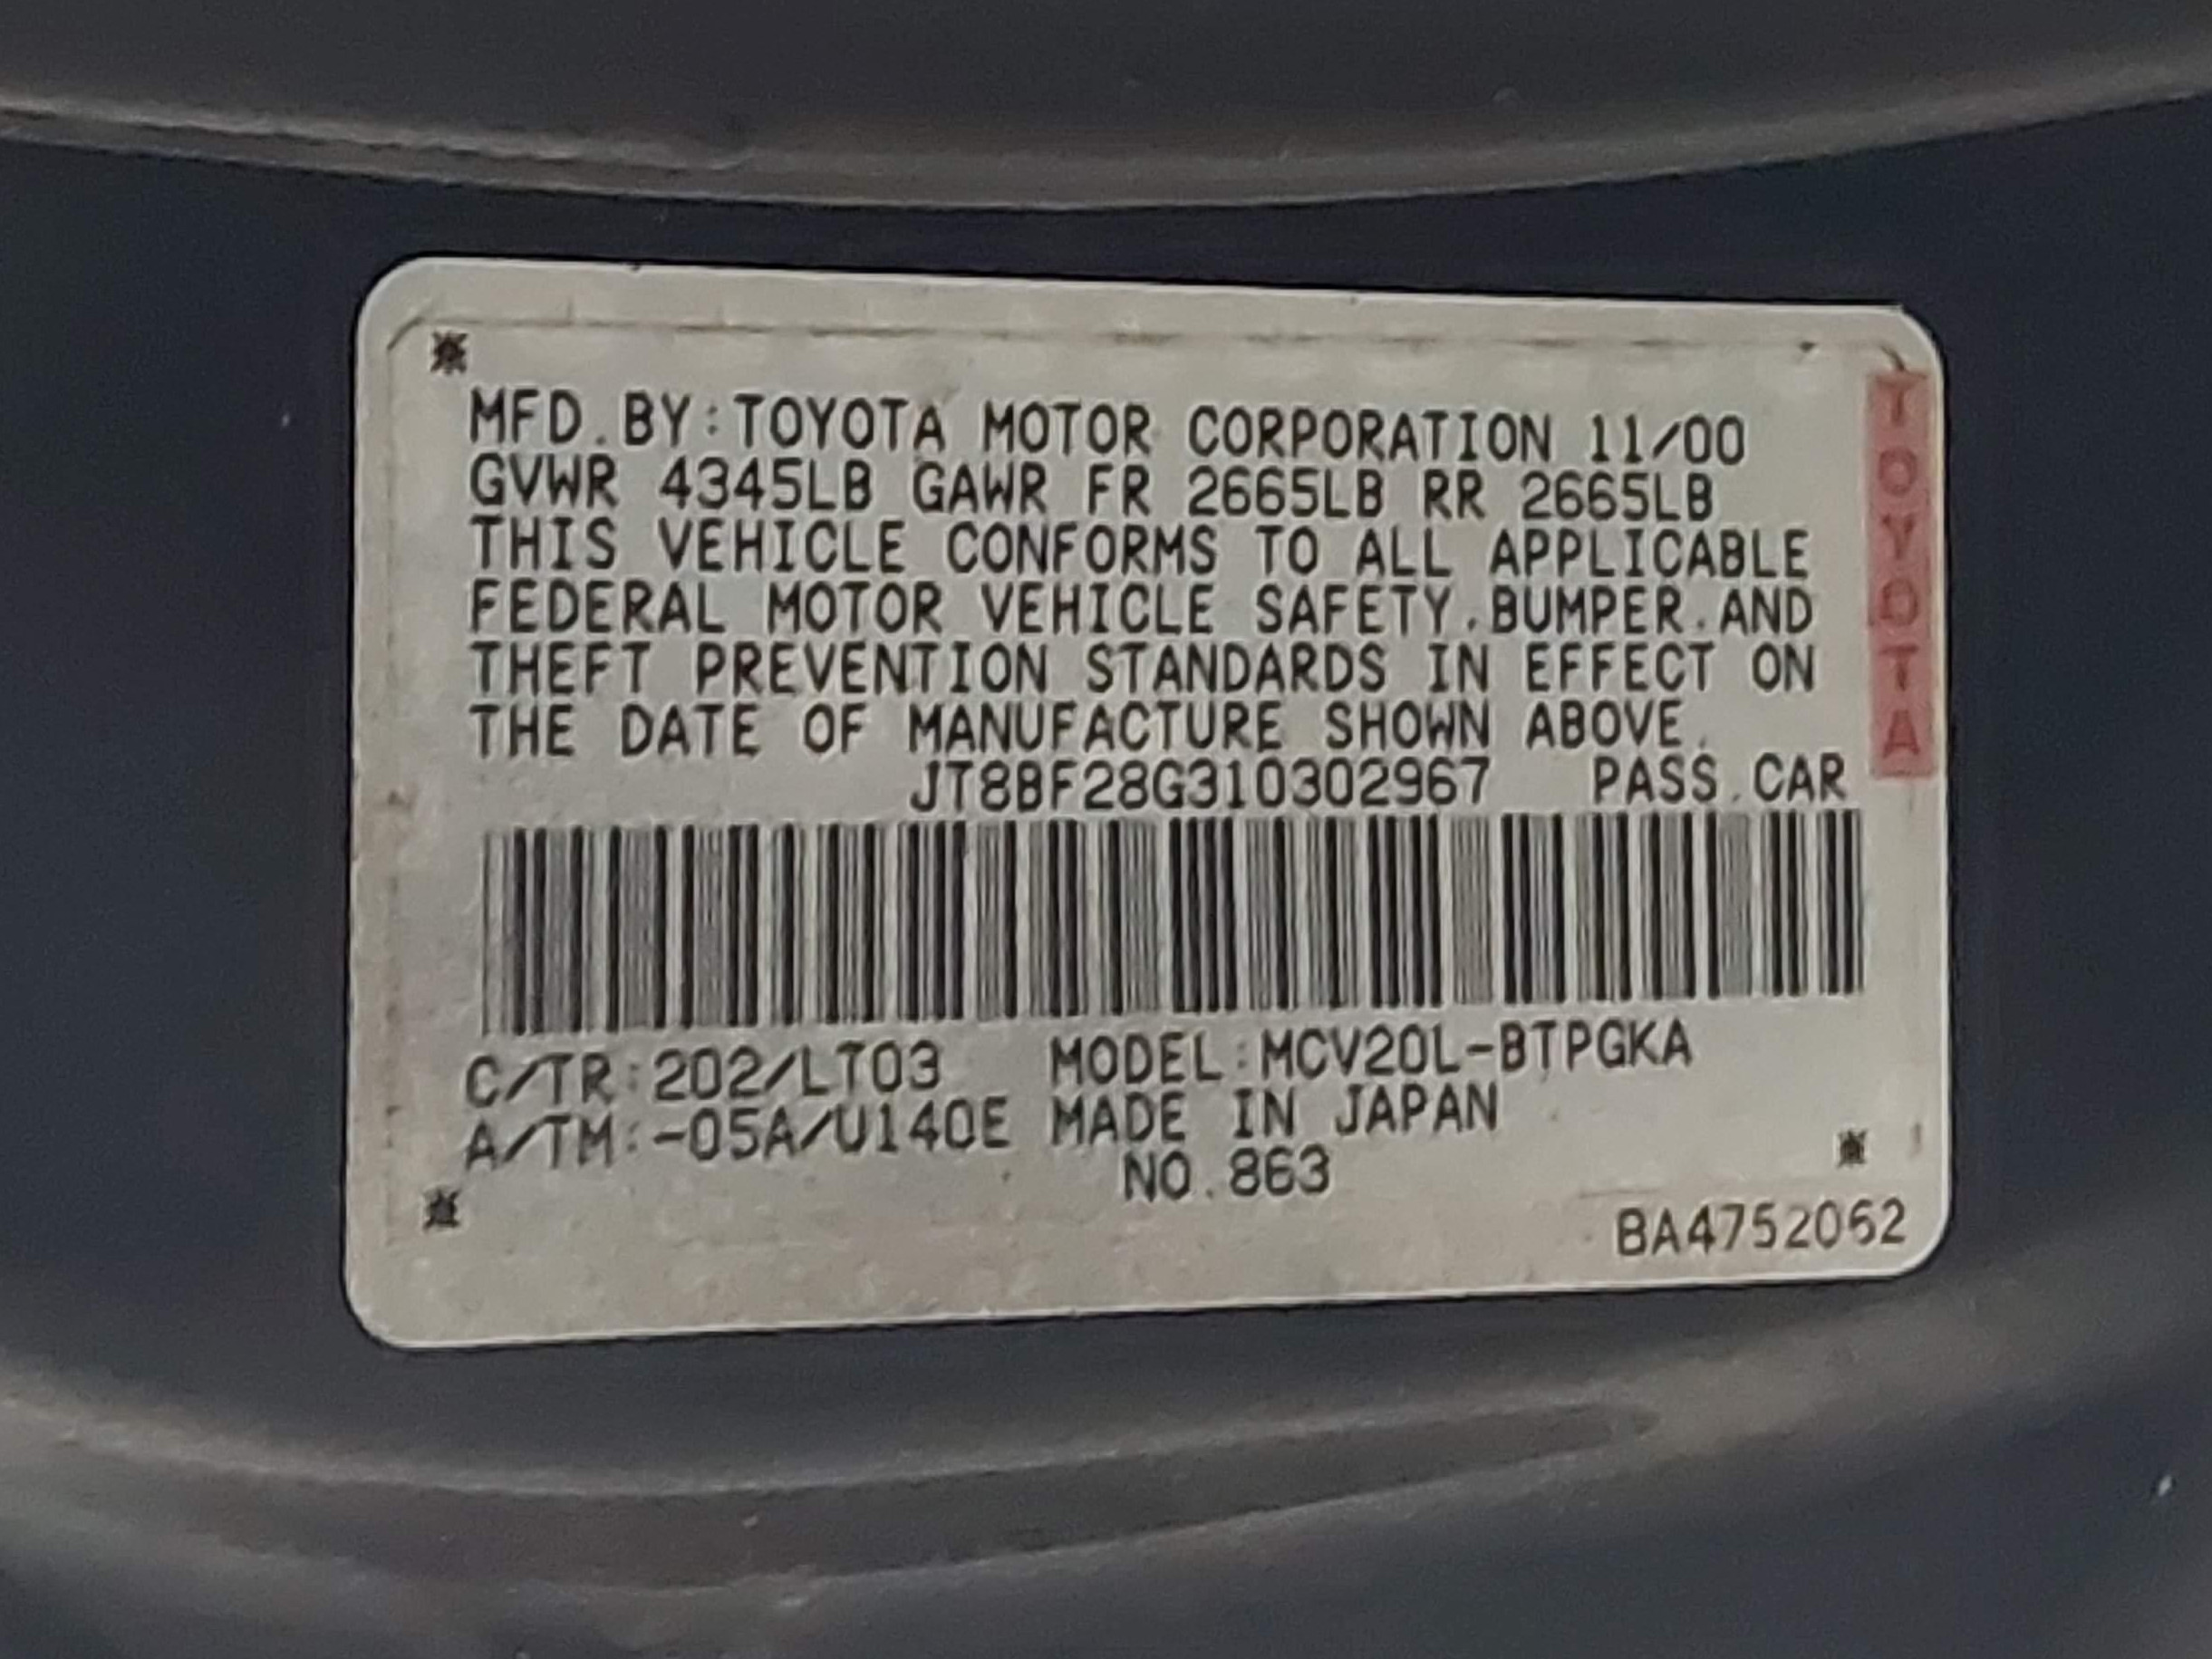 MFD.BY:TOYOTA MOTOR CORPORATION 11/00
GVWR 4345LB GAWR FR 2665LB RR 2665LB
THIS VEHICLE CONFORMS TO ALL APPLICABLE
FEDERAL MOTOR VEHICLE SAFETY,BUMPER,AND
THEFT PREVENTION STANDARDS IN EFFECT ON
THE DATE OF MANUFACTURE SHOWN ABOVE.
JT8BF28G310302967 PASS.CAR
C/TR:202/LT03 MODEL:MCV20L-BTPGKA
A/TM:-05A/U140E MADE IN JAPAN
NO.863
BA4752062
TOYOTA